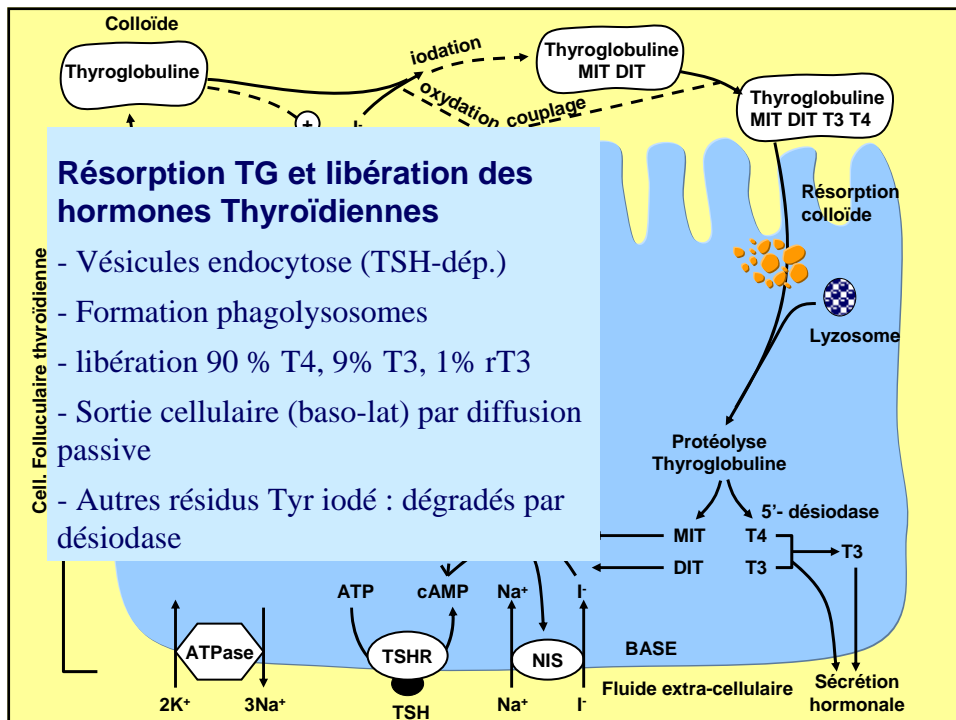 Colloïde
Thyroglobuline
iodation
Thyroglobuline
MIT DIT
oxydation
couplage
Thyroglobuline
MIT DIT T3 T4
+
I-
Résorption TG et libération des
hormones Thyroïdiennes
- Vésicules endocytose (TSH-dép.)
- Formation phagolysosomes
- libération 90 % T4, 9% T3, 1% rT3
- Sortie cellulaire (baso-lat) par diffusion
passive
- Autres résidus Tyr iodé : dégradés par
désiodase
Cell. Folluculaire thyroïdienne
Résorption
colloïde
Lyzosome
Protéolyse
Thyroglobuline
5'- désiodase
MIT
T4
T3
DIT
T3
ATP
cAMP
Na+
I-
ATPase
TSHR
NIS
BASE
2K+
3Na+
TSH
Na+
I-
Fluide extra-cellulaire
Sécrétion
hormonale